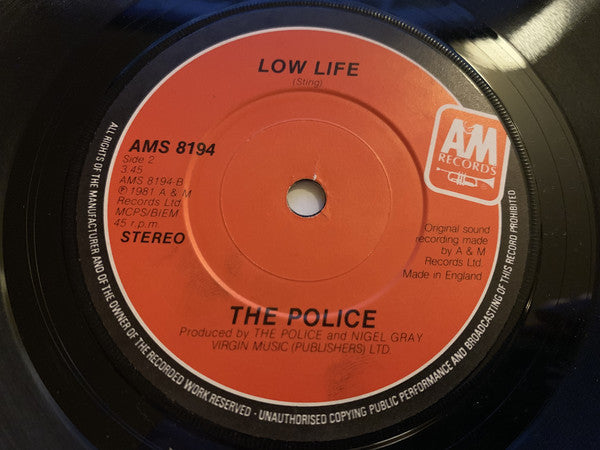 LOW LIFE
(Sting)
A&M
RECORDS
AMS 8194
Side 2
3.45
AMS 8194-B
℗1981 A & M
Records Ltd.
MCPS/BIEM
45 r.p.m.
STEREO
Original sound
recording made
by A & M
Records Ltd.
Made in England
THE POLICE
Produced by THE POLICE and NIGEL GRAY
VIRGIN MUSIC (PUBLISHERS) LTD.
ALL RIGHTS OF THE MANUFACTURER AND OF THE OWNER OF THE RECORDED WORK RESERVED · UNAUTHORISED COPYING PUBLIC PERFORMANCE AND BROADCASTING OF THIS RECORD PROHIBITED